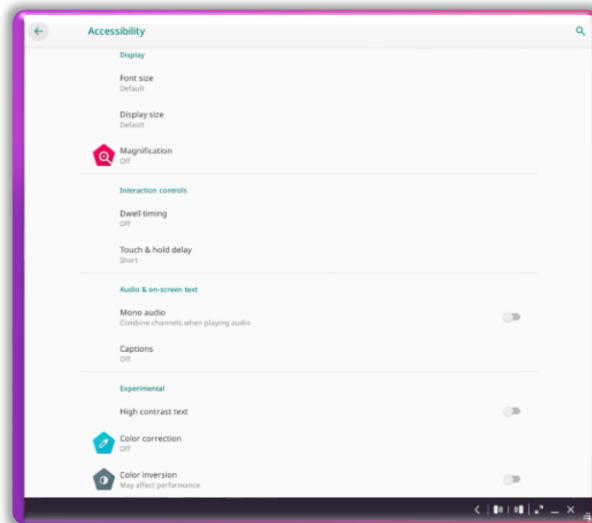 Accessibility
Display
Font size
Default
Display size
Default
Magnification
Off
Interaction controls
Dwell timing
Off
Touch & hold delay
Short
Audio & on-screen text
Mono audio
Combine channels when playing audio
Captions
Off
Experimental
High contrast text
Color correction
Off
Color inversion
May affect performance